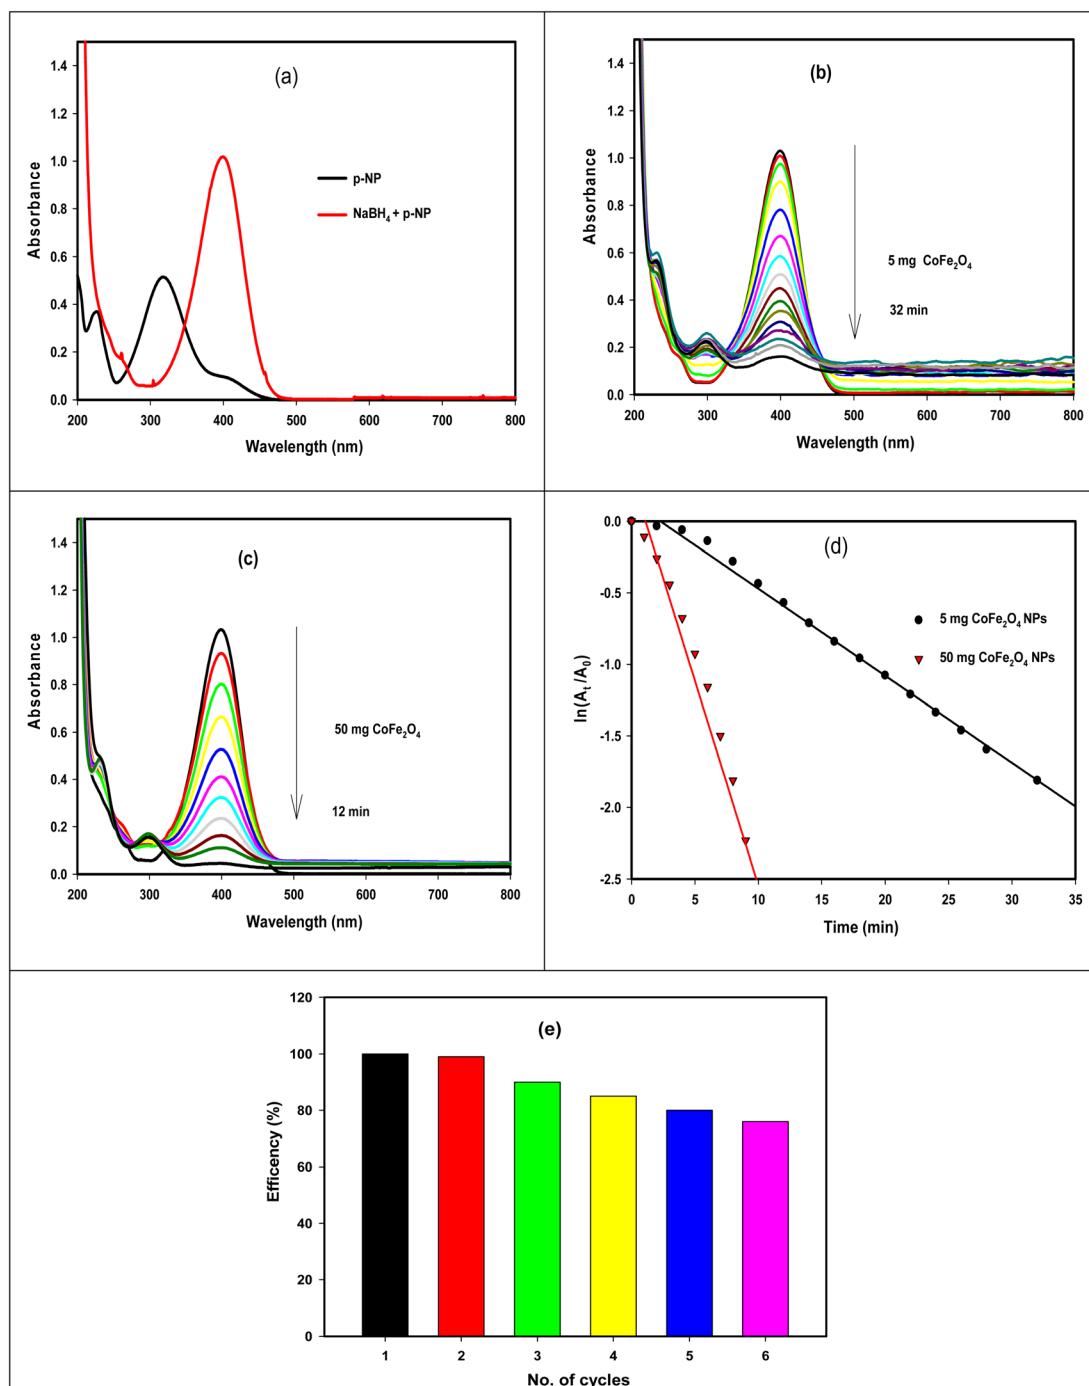 (a)
1.4
1.2
1.0
0.8
0.6
0.4
0.2
0.0
Absorbance
p-NP
NaBH4 + p-NP
200 300 400 500 600 700 800
Wavelength (nm)
(b)
1.4
1.2
1.0
0.8
0.6
0.4
0.2
0.0
Absorbance
5 mg CoFe2O4
32 min
200 300 400 500 600 700 800
Wavelength (nm)
(c)
1.4
1.2
1.0
0.8
0.6
0.4
0.2
0.0
Absorbance
50 mg CoFe2O4
12 min
200 300 400 500 600 700 800
Wavelength (nm)
(d)
0.0
-0.5
-1.0
-1.5
-2.0
-2.5
ln(At /A0)
5 mg CoFe2O4 NPs
50 mg CoFe2O4 NPs
0 5 10 15 20 25 30 35
Time (min)
(e)
120
100
80
60
40
20
0
Efficency (%)
1 2 3 4 5 6
No. of cycles